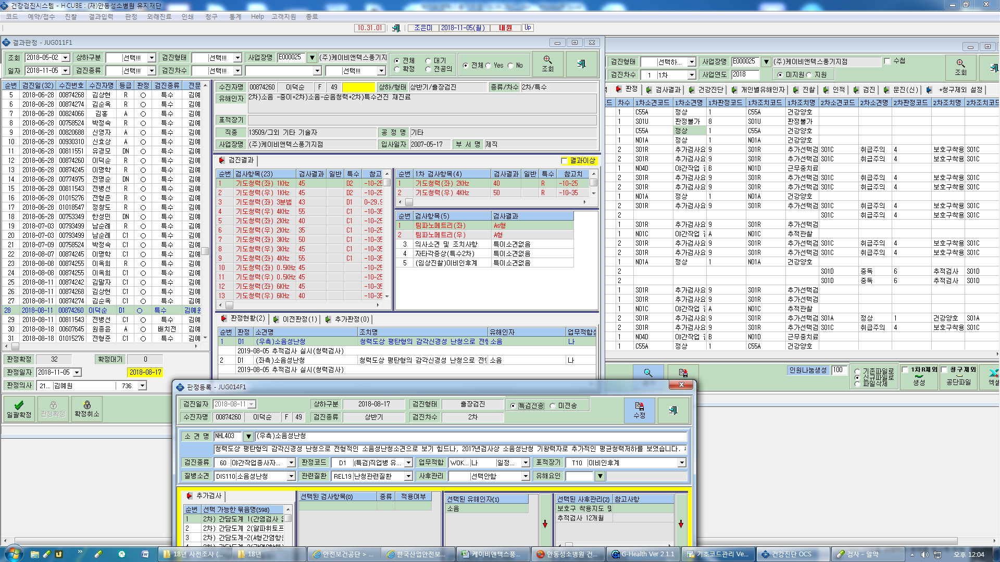 건강검진시스템 - H-CUBE : (재)안동성소병원 유지재단
코드 예약/접수 진찰 결과입력 판정 외래진료 인쇄 청구 통계 Help 고객지원 종료
10.31.01 조은미 2018-11-05(월) 내원 Up
결과판정 - JUG011F1
조회 2018-05-02 상하구분 선택!!! 검진형태 선택!!! 사업장명 E000025 (주)케이비앤텍스풍기지
전체 대기 확정 전공의 전체 Yes No 조회
일자 2018-11-05 검진종류 선택!!! 검진차수 선택!!! 선택!!!
순번 검진일(32) 수진번호 수진자명 등급 판정 검진종류 전문
5 2018-06-28 00874268 김상현 R ○ 특수 김예
6 2018-06-28 00874274 김순옥 R ○ 특수 김예
7 2018-06-28 00824066 김홍 A ○ 특수 김예
8 2018-06-28 00758524 박정숙 R ○ 특수 김예
9 2018-06-28 00820688 신영자 A ○ 특수 김예
10 2018-06-28 00930310 신호상 A ○ 특수 김예
11 2018-06-28 00811551 유경모 DN ○ 특수 김예
12 2018-06-28 00874260 이덕순 R ○ 특수 김예
13 2018-06-28 00874245 이명학 R ○ 특수 김예
14 2018-06-28 00774975 전명순 DN ○ 특수 김예
15 2018-06-28 00811543 전병선 R ○ 특수 김예
16 2018-06-28 01015276 전형준 R ○ 특수 김예
17 2018-06-28 01018547 정창도 R ○ 특수 김예
18 2018-06-28 00753349 한성민 DN ○ 특수 김예
19 2018-07-03 00793499 남순례 R ○ 특수 김예
20 2018-07-03 00793499 남순례 C1 ○ 특수 김예
21 2018-07-09 00758524 박정숙 C1 ○ 특수 김예
22 2018-08-07 00874245 이명학 C1 ○ 특수 김예
23 2018-08-08 00874255 이옥희 R ○ 특수 김예
24 2018-08-08 00874255 이옥희 C1 ○ 특수 김예
25 2018-08-11 00874242 김말자 C1 ○ 특수 김예
26 2018-08-11 00874268 김상현 C1 ○ 특수 김예
27 2018-08-11 00874274 김순옥 C1 ○ 특수 김예
28 2018-08-11 00874260 이덕순 D1 ○ 특수 김예원
29 2018-08-11 00811543 전병선 C1 ○ 특수 김예
30 2018-08-18 00607645 원종윤 A ○ 배치전 김예
31 2018-08-18 01015276 전형준 C1 ○ 특수 김예
판정확정 32 확정대기 0
판정일자 2018-11-05 2018-08-17
판정의사 21... 김예원 736
일괄확정 판정확정 확정취소
수진자명 00874260 이덕순 F 49 상하/형태 상반기/출장검진 종류/차수 2차/특수
유해인자 2차)소음 -중이+2차)소음-순음청력+2차)특수건진 재진료
표적장기
직종 13509/그외 기타 기술자 공 정 명 기타
사업장명 (주)케이비앤텍스풍기지점 입사일자 2007-05-17 부 서 명 제직
검진결과 결과이상
순번 검사항목(23) 검사결과 일반 특수 참고
1 기도청력(좌) 1KHz 45 D2 -10~25
2 기도청력(우) 1KHz 45 D2 -10~25
3 기도청력(좌) 3분법 43 D1 0~29.9
4 기도청력(우) 4KHz 55 C1 -10~35
5 기도청력(좌) 2KHz 40 C1 -10~25
6 기도청력(우) 2KHz 35 C1 -10~25
7 기도청력(좌) 3KHz 50 C1 -10~35
8 기도청력(우) 3KHz 45 C1 -10~35
9 기도청력(좌) 4KHz 55 C1 -10~35
10 기도청력(좌) 0.5KHz 45 -10~25
11 기도청력(우) 0.5KHz 45 -10~25
12 기도청력(좌) 6KHz 45 -10~35
13 기도청력(우) 6KHz 40 -10~35
순번 1차 검사항목(4) 검사결과 일반 특수 참고치
1 기도청력(좌) 2KHz 40 R -10~25
2 기도청력(우) 4KHz 50 R -10~35
순번 검사항목(5) 검사결과
1 팀파노메트리(좌) As형
2 팀파노메트리(우) A형
3 의사소견 및 조치사항 특이소견없음
4 자타각증상(특수2차) 특이소견없음
5 (임상진찰)이비인후계 특이소견없음
판정현황(2) 이전판정(1) 추가판정(0)
순번 판정 소견명 조치명 유해인자 업무적합성
1 D1 (우측)소음성난청 청력도상 평탄형의 감각신경성 난청으로 전형 소음 나
2019-08-05 추적검사 실시(청력검사)
2 D1 (좌측)소음성난청 청력도상 평탄형의 감각신경성 난청으로 전형 소음 나
2019-08-05 추적검사 실시(청력검사)
검진형태 선택하... 사업장명 E000025 (주)케이비앤텍스풍기지점 수첩
검진차수 1 1차 사업연도 2018 미지원 지원 조회
판정 검사결과 건강진단 개인별유해인자 진찰 인적 검진 문진(신) *청구제외 설정
코드 차수 1차소견코드 1차소견명 1차판정코드 1차조치코드 1차조치명 2차소견코드 2차소견명 2차판정코드 2차조치명 2차조치코드
1 C55A 정상 1 C55A 건강양호
1 S01U 판정불가 8 S01U 판정불가
1 C55A 정상 1 C55A 건강양호
1 N01A 정상 1 N01A 건강양호
2 S01R 추가검사요 9 S01R 추가선택검 S01C 취급주의 4 보호구착용 S01C
2 S01R 추가검사요 9 S01R 추가선택검 S01C 취급주의 4 보호구착용 S01C
1 N04D 야간작업 B N01D 근무중치료
2 S01R 추가검사요 9 S01R 추가선택검 S01C 취급주의 4 보호구착용 S01C
2 S01R 추가검사요 9 S01R 추가선택검 S01C 취급주의 4 보호구착용 S01C
1 N01A 정상 1 N01A 건강양호
2 S01R 추가검사요 9 S01R 추가선택검 S01C 취급주의 4 보호구착용 S01C
2 S01C 취급주의 4 보호구착용 S01C
1 S01R 추가검사요 9 S01R 추가선택검
1 N01C 야간작업 A N01C 추적관찰
2 S01R 추가검사요 9 S01R 추가선택검 S01C 취급주의 4 보호구착용 S01C
2 S01R 추가검사요 9 S01R 추가선택검 S01C 취급주의 4 보호구착용 S01C
1 N01A 정상 1 N01A 건강양호
2 S01D 중독 6 추적검사 S01D
2 S01D 중독 6 추적검사 S01D
1 S01R 추가검사요 9 S01R 추가선택검
1 S01R 추가검사요 9 S01R 추가선택검
1 N01C 야간작업 A N01C 추적관찰
2 S01R 추가검사요 9 S01R 추가선택검 S01A 정상 1 건강양호 S01A
2 S01R 추가검사요 9 S01R 추가선택검 S01C 취급주의 4 보호구착용 S01C
1 N04D 야간작업 B N01D 근무중치료
1 C55A 정상 1 C55A 건강양호
인원나눔생성 100 기존파일로 신규파일로 파일삭제 1차R제외 생성 청구제외 공단파일 엑셀
판정등록 - JUG014F1
검진일자 2018-08-11 상하구분 2018-08-17 검진형태 출장검진 특검전송 미전송 수정
수진자명 00874260 이덕순 F 49 검진종류 상반기 검진차수 2차
소 견 명 NHL403 (우측)소음성난청
청력도상 평탄형의 감각신경성 난청으로 전형적인 소음성난청소견으로 보기 힘드나, 2017년검사상 소음성난청 기왕력자로 추가적인 평균청력저하를 보였습니다.
검진종류 60 야간작업종사자... 판정코드 D1 (특검)직업병 유... 업무적합 WOK... 나 일정... 표적장기 T10 이비인후계
질병소견 DIS110 소음성난청 관련질환 REL19 난청관련질환 사후관리 선택안함 유해요인
추가검사
순번 선택 가능한 묶음명(598)
1 2차) 간담도계 1(간염검사
2 2차) 간담도계 2(알파휘토프
3 2차) 간담도계-2(A형간염항
선택된 검사항목(0) 종류 적용여부
선택된 유해인자(1)
소음
선택된 사후관리(2) 참고사항
보호구 착용지도 및
추적검사 12개월
18년 사전조사 (... 18년 안전보건공단 > ... 한국산업안전보... 케이비앤텍스풍... 안동성소병원 건... G-Health Ver 2.1.1 기초코드관리 Ve... 건강진단 OCS 검사 - 알약 오후 12:04